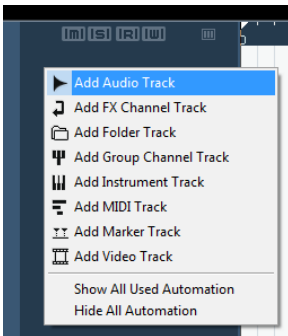 [M] [S] [R] [W]
Add Audio Track
Add FX Channel Track
Add Folder Track
Add Group Channel Track
Add Instrument Track
Add MIDI Track
Add Marker Track
Add Video Track
Show All Used Automation
Hide All Automation